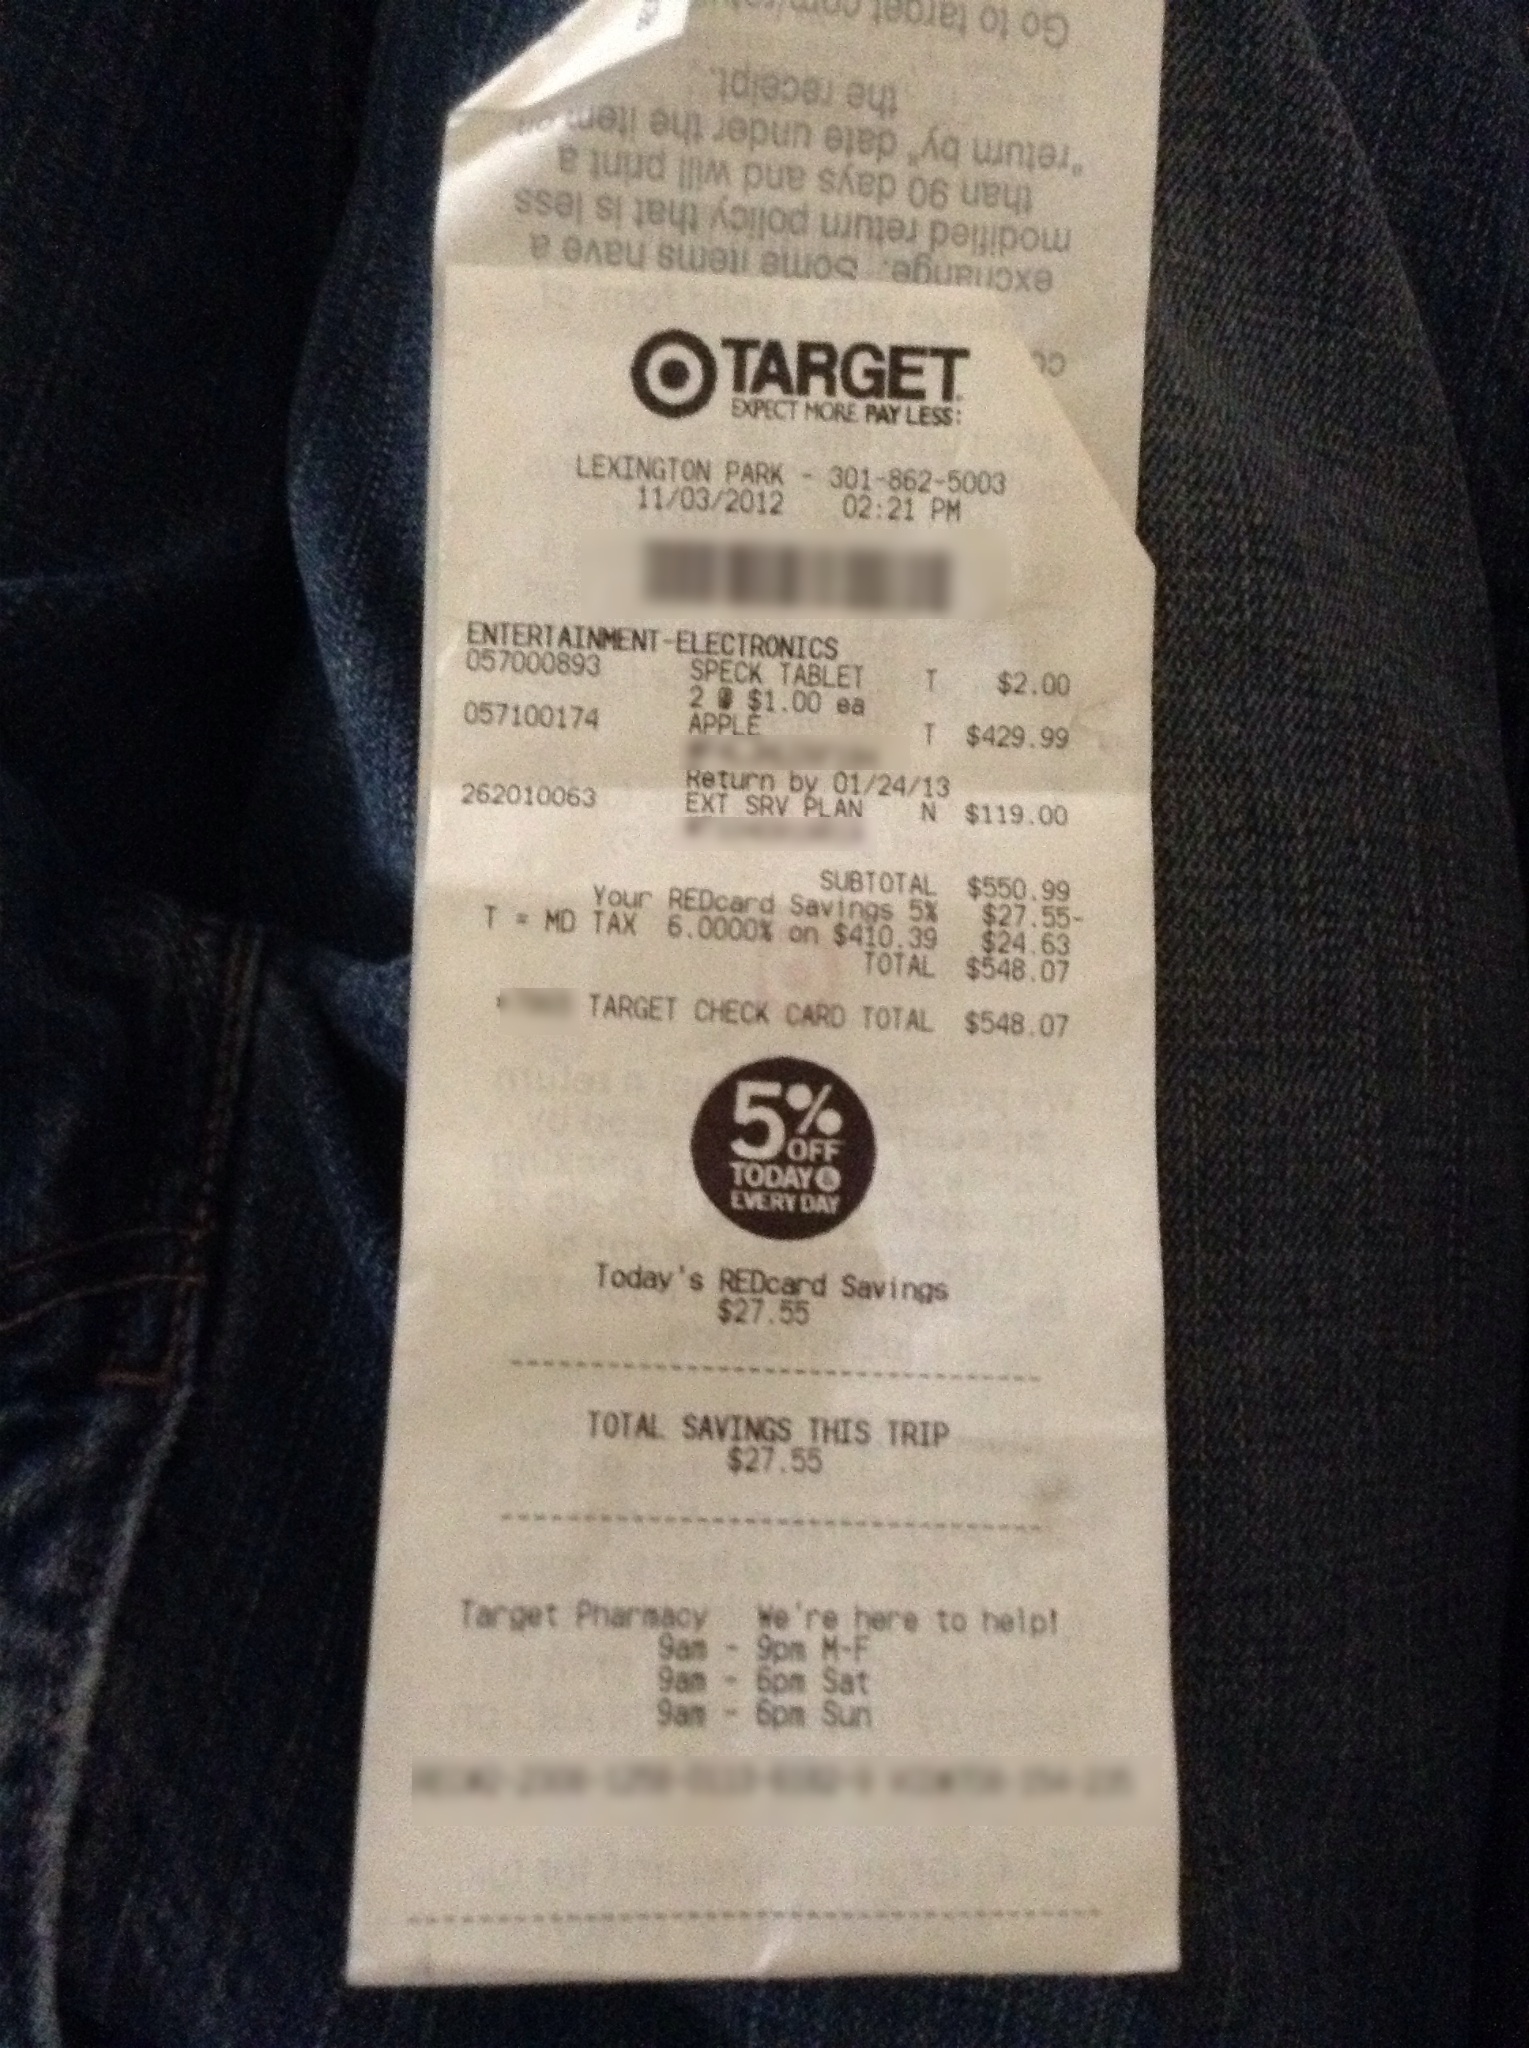 Go to target.com/
the receipt.
"return by" date under the item on
than 90 days and will print a
modified return policy that is less
exchange. Some items have a
TARGET
EXPECT MORE PAY LESS:
LEXINGTON PARK - 301-862-5003
11/03/2012 02:21 PM
ENTERTAINMENT-ELECTRONICS
057000893 SPECK TABLET T $2.00
2 @ $1.00 ea
057100174 APPLE T $429.99
Return by 01/24/13
262010063 EXT SRV PLAN N $119.00
SUBTOTAL $550.99
Your REDcard Savings 5% $27.55-
T = MD TAX 6.0000% on $410.39 $24.63
TOTAL $548.07
TARGET CHECK CARD TOTAL $548.07
5%
OFF
TODAY &
EVERY DAY
Today's REDcard Savings
$27.55
TOTAL SAVINGS THIS TRIP
$27.55
Target Pharmacy We're here to help!
9am - 9pm M-F
9am - 6pm Sat
9am - 6pm Sun